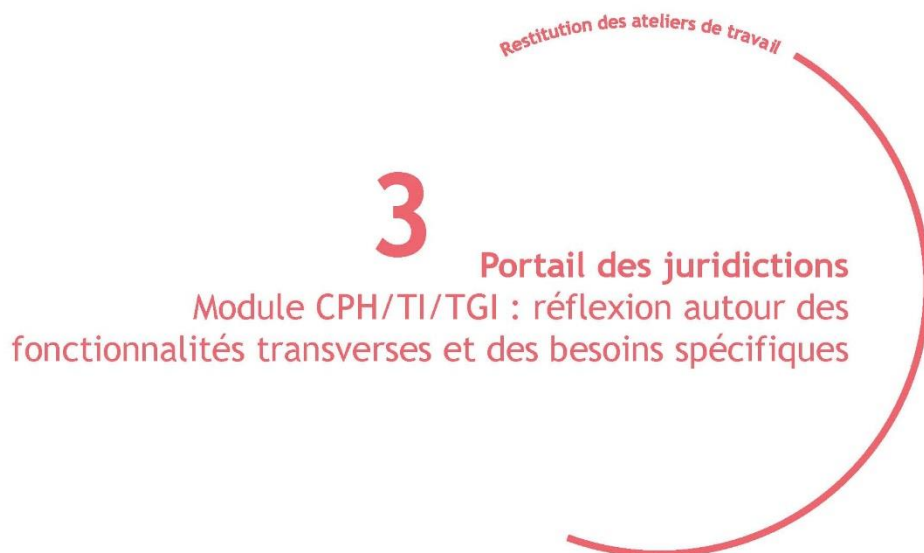 Restitution des ateliers de travail
3
Portail des juridictions
Module CPH/TI/TGI : réflexion autour des
fonctionnalités transverses et des besoins spécifiques